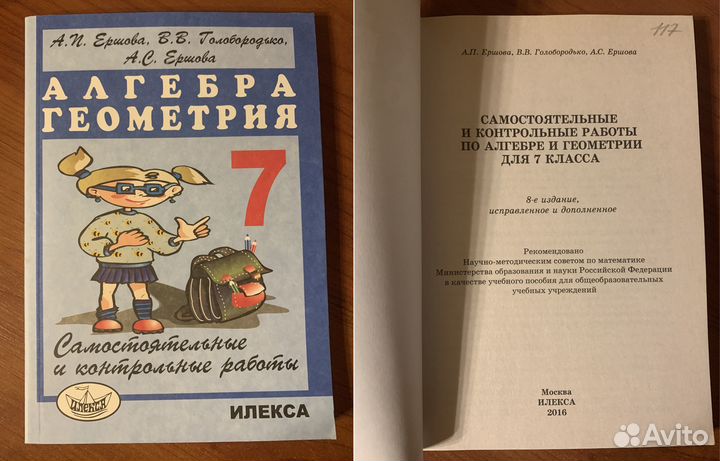 А.П. Ершова, В.В. Голобородько,
А.С. Ершова
АЛГЕБРА
ГЕОМЕТРИЯ
7
Самостоятельные
и контрольные работы
ИЛЕКСА
ИЛЕКСА
117
А.П. Ершова, В.В. Голобородько, А.С. Ершова
САМОСТОЯТЕЛЬНЫЕ
И КОНТРОЛЬНЫЕ РАБОТЫ
ПО АЛГЕБРЕ И ГЕОМЕТРИИ
ДЛЯ 7 КЛАССА
8-е издание,
исправленное и дополненное
Рекомендовано
Научно-методическим советом по математике
Министерства образования и науки Российской Федерации
в качестве учебного пособия для общеобразовательных
учебных учреждений
Москва
ИЛЕКСА
2016
Avito